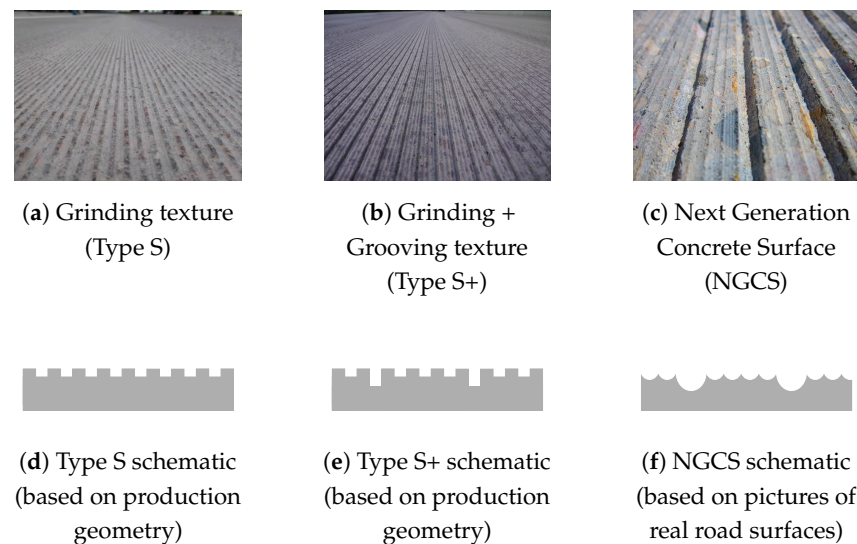 (a) Grinding texture
(Type S)
(b) Grinding +
Grooving texture
(Type S+)
(c) Next Generation
Concrete Surface
(NGCS)
(d) Type S schematic
(based on production
geometry)
(e) Type S+ schematic
(based on production
geometry)
(f) NGCS schematic
(based on pictures of
real road surfaces)